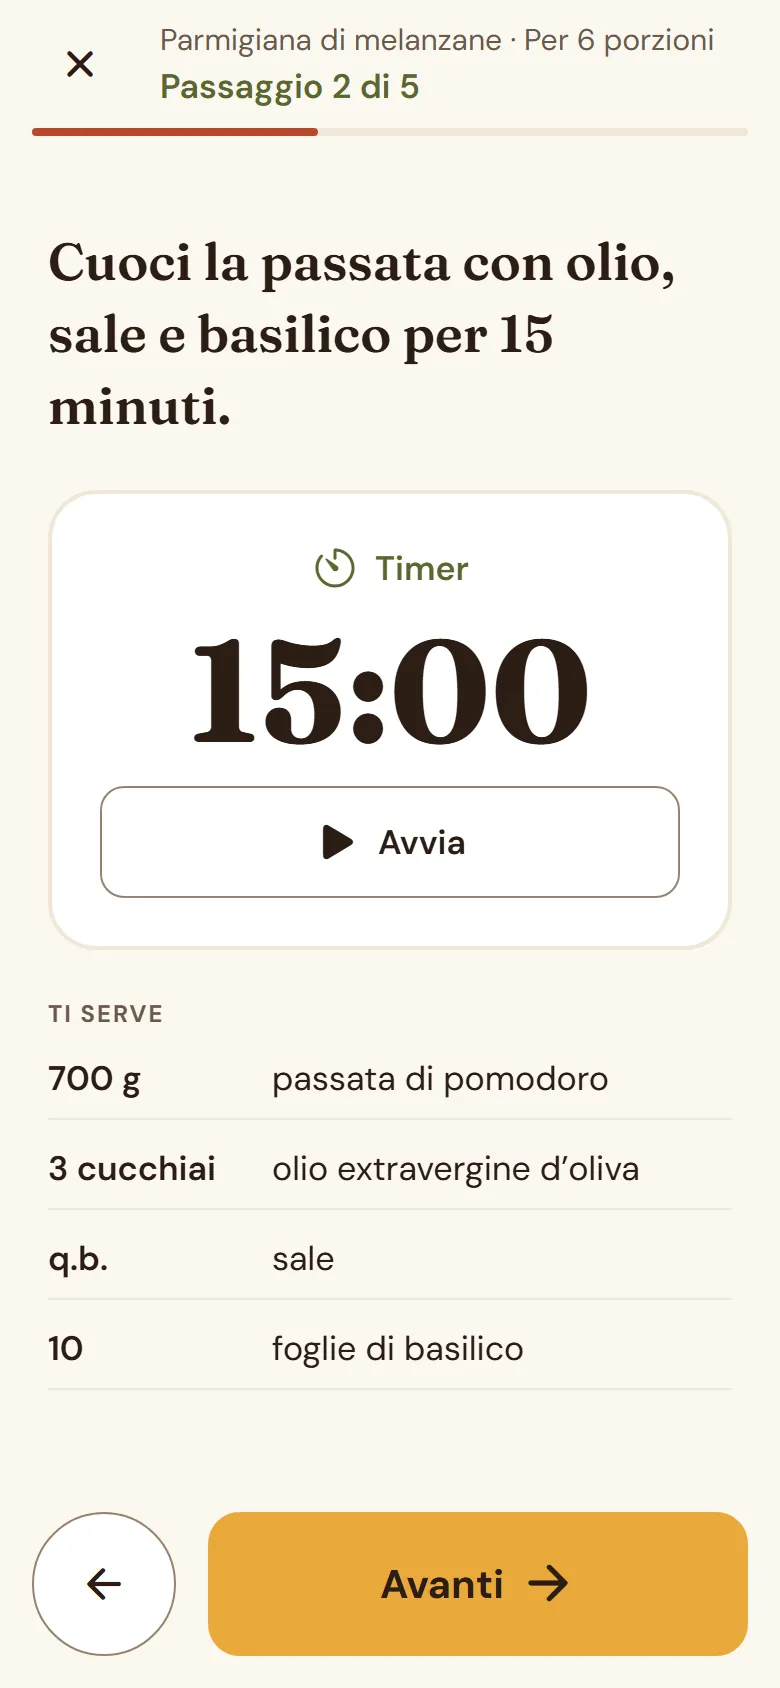 Parmigiana di melanzane · Per 6 porzioni
Passaggio 2 di 5
Cuoci la passata con olio,
sale e basilico per 15
minuti.
Timer
15:00
Avvia
TI SERVE
700 g passata di pomodoro
3 cucchiai olio extravergine d’oliva
q.b. sale
10 foglie di basilico
Avanti